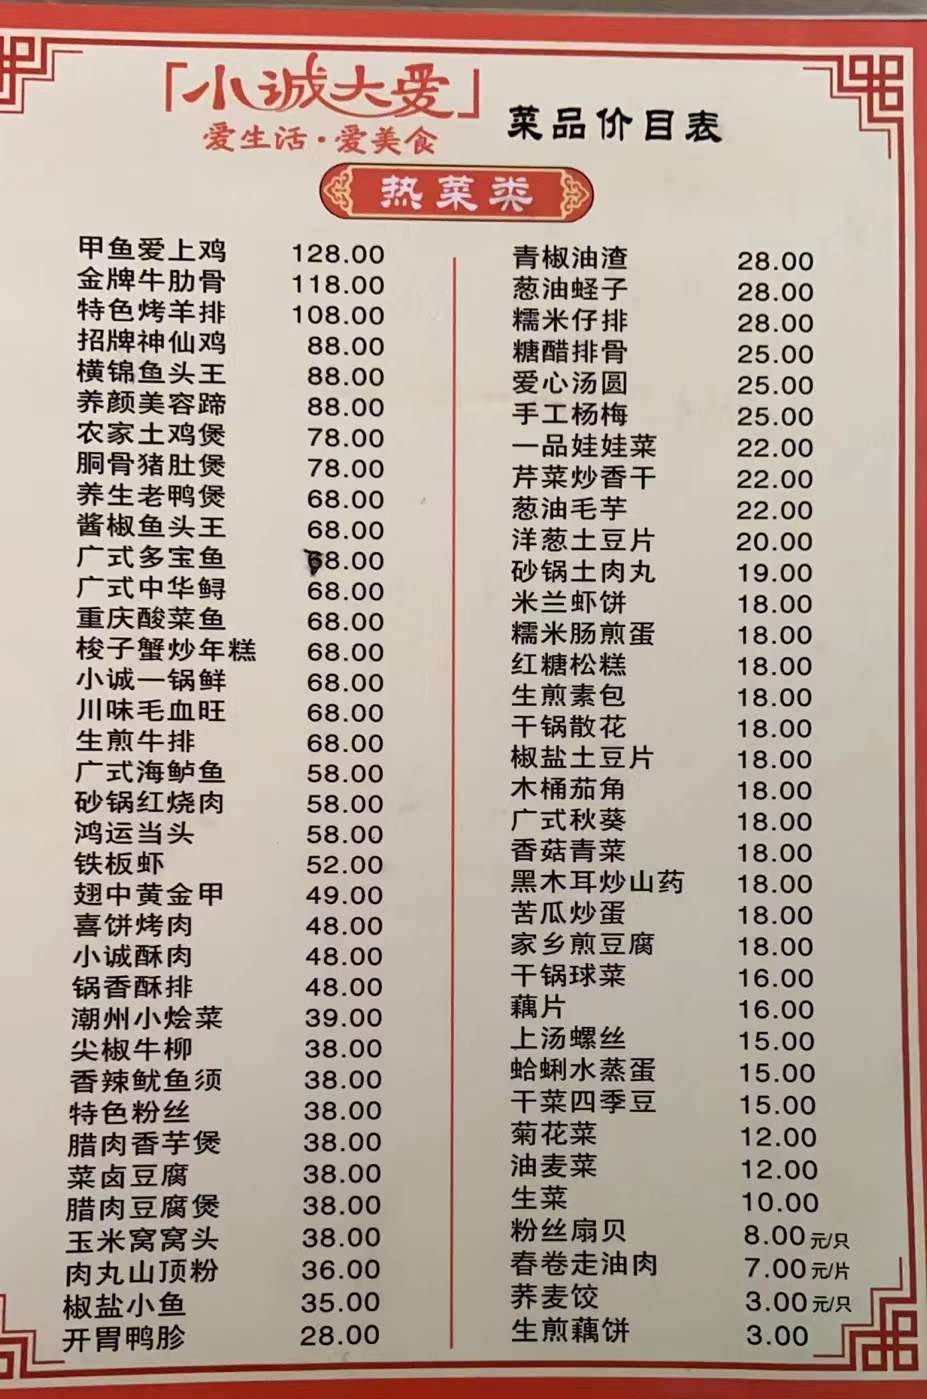 「小诚大爱」
爱生活·爱美食
菜品价目表
热菜类
甲鱼爱上鸡 128.00
金牌牛肋骨 118.00
特色烤羊排 108.00
招牌神仙鸡 88.00
横锦鱼头王 88.00
养颜美容蹄 88.00
农家土鸡煲 78.00
胴骨猪肚煲 78.00
养生老鸭煲 68.00
酱椒鱼头王 68.00
广式多宝鱼 68.00
广式中华鲟 68.00
重庆酸菜鱼 68.00
梭子蟹炒年糕 68.00
小诚一锅鲜 68.00
川味毛血旺 68.00
生煎牛排 68.00
广式海鲈鱼 58.00
砂锅红烧肉 58.00
鸿运当头 58.00
铁板虾 52.00
翅中黄金甲 49.00
喜饼烤肉 48.00
小诚酥肉 48.00
锅香酥排 48.00
潮州小烩菜 39.00
尖椒牛柳 38.00
香辣鱿鱼须 38.00
特色粉丝 38.00
腊肉香芋煲 38.00
菜卤豆腐 38.00
腊肉豆腐煲 38.00
玉米窝窝头 38.00
肉丸山顶粉 36.00
椒盐小鱼 35.00
开胃鸭胗 28.00
青椒油渣 28.00
葱油蛏子 28.00
糯米仔排 28.00
糖醋排骨 25.00
爱心汤圆 25.00
手工杨梅 25.00
一品娃娃菜 22.00
芹菜炒香干 22.00
葱油毛芋 22.00
洋葱土豆片 20.00
砂锅土肉丸 19.00
米兰虾饼 18.00
糯米肠煎蛋 18.00
红糖松糕 18.00
生煎素包 18.00
干锅散花 18.00
椒盐土豆片 18.00
木桶茄角 18.00
广式秋葵 18.00
香菇青菜 18.00
黑木耳炒山药 18.00
苦瓜炒蛋 18.00
家乡煎豆腐 18.00
干锅球菜 16.00
藕片 16.00
上汤螺丝 15.00
蛤蜊水蒸蛋 15.00
干菜四季豆 15.00
菊花菜 12.00
油麦菜 12.00
生菜 10.00
粉丝扇贝 8.00元/只
春卷走油肉 7.00元/片
荞麦饺 3.00元/只
生煎藕饼 3.00